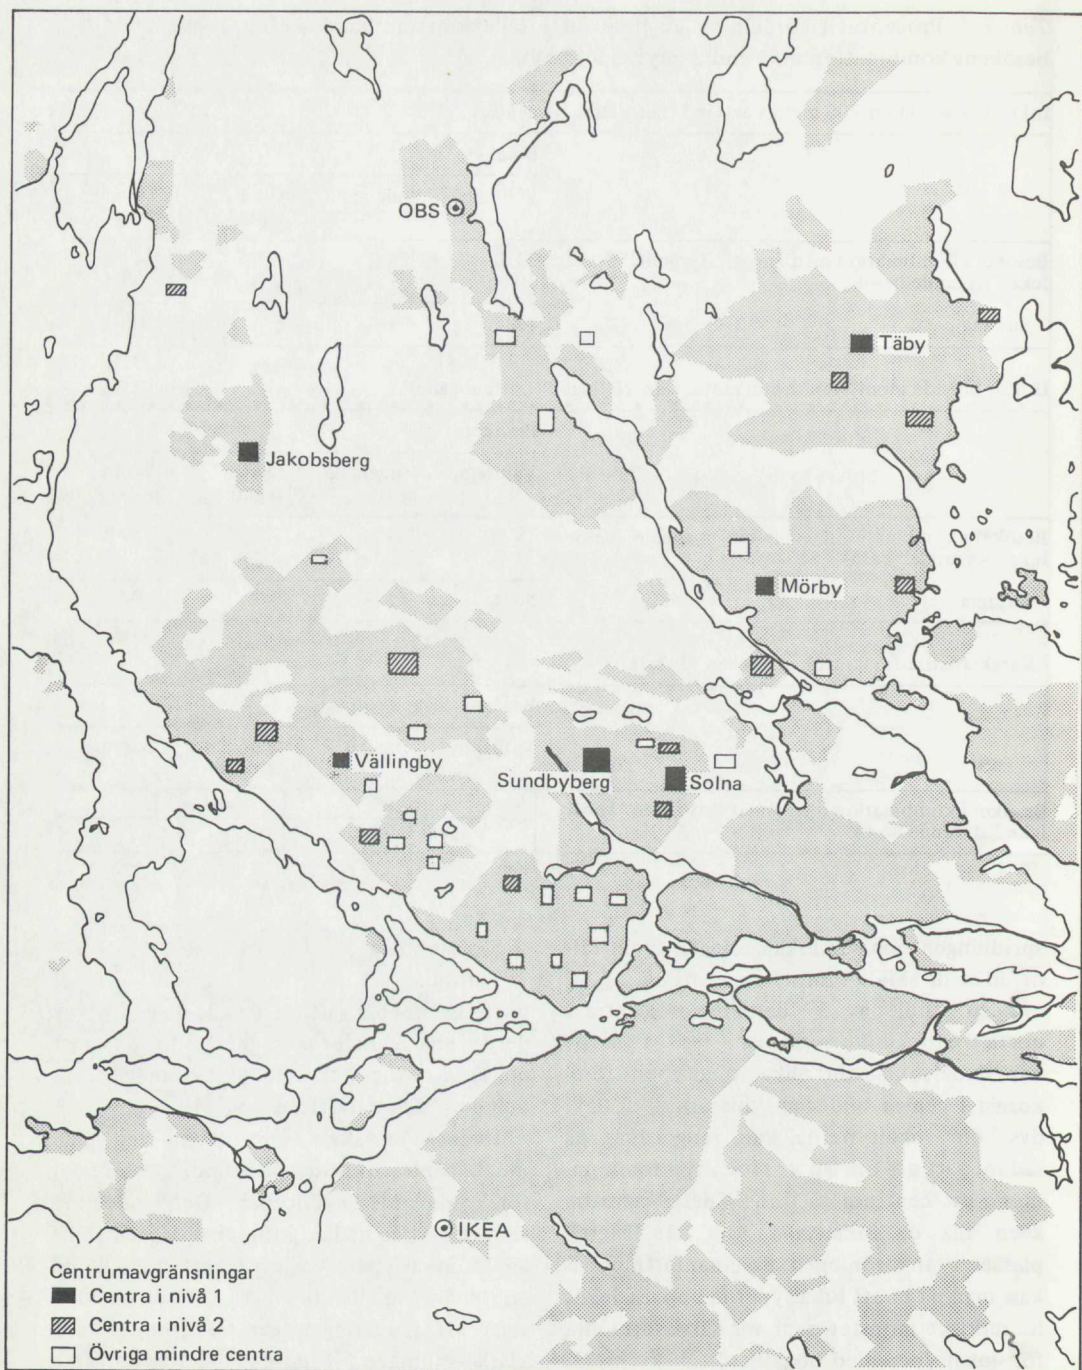 OBS
Täby
Jakobsberg
Mörby
Vällingby
Sundbyberg
Solna
IKEA
Centrumavgränsningar
Centra i nivå 1
Centra i nivå 2
Övriga mindre centra